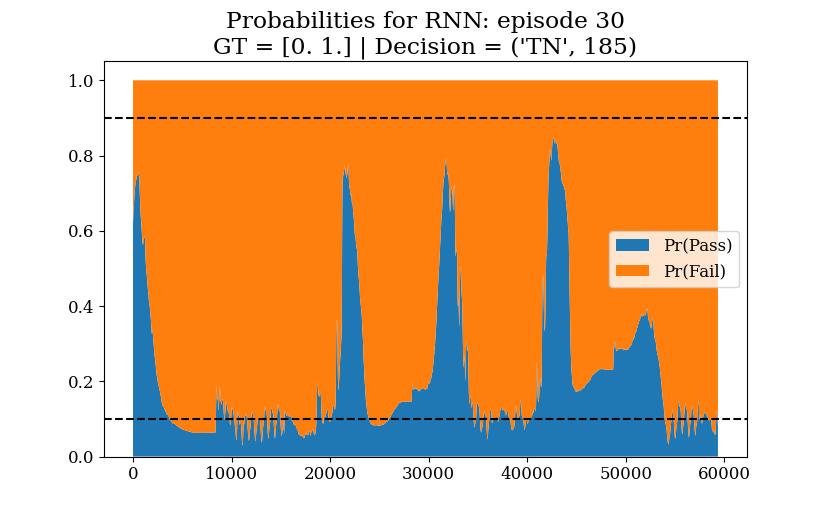 Probabilities for RNN: episode 30
GT = [0. 1.] | Decision = ('TN', 185)
1.0
0.8
0.6
0.4
0.2
0.0
Pr(Pass)
Pr(Fail)
0 10000 20000 30000 40000 50000 60000